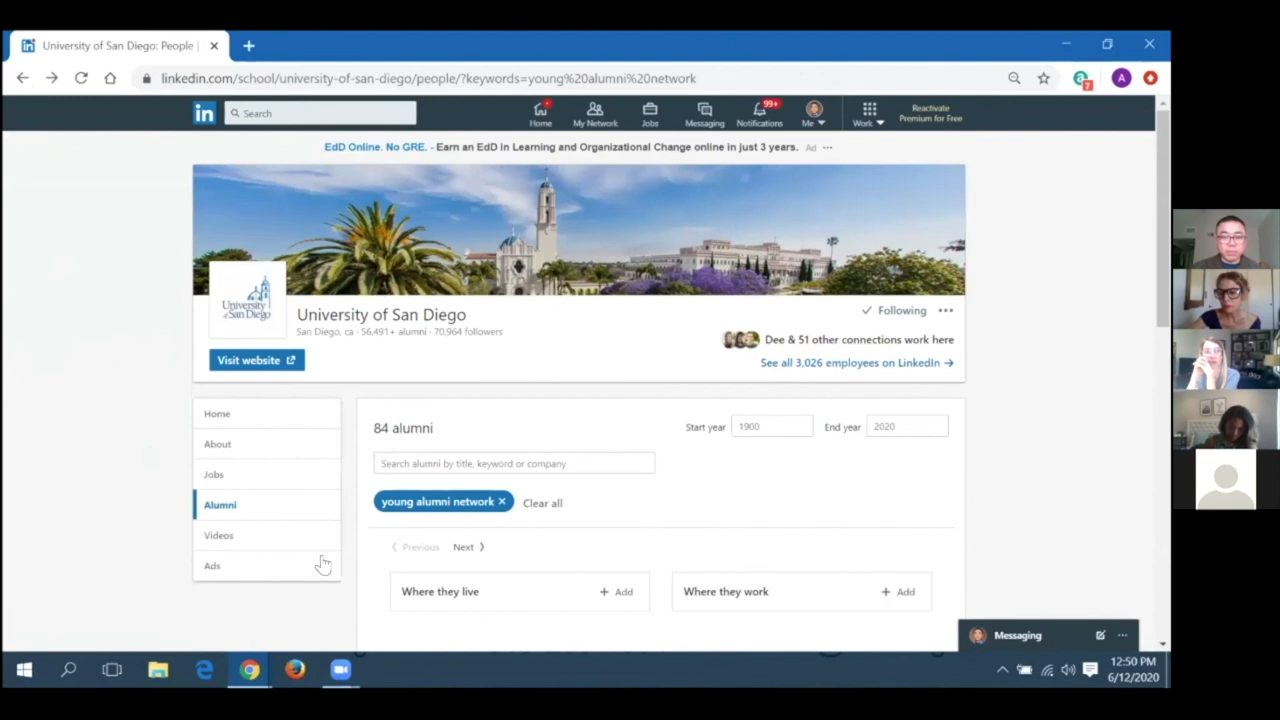 University of San Diego: People |
linkedin.com/school/university-of-san-diego/people/?keywords=young%20alumni%20network
7
A
in
Search
Home
My Network
Jobs
Messaging
99+
Notifications
Me
Work
Reactivate
Premium for Free
EdD Online. No GRE. - Earn an EdD in Learning and Organizational Change online in just 3 years. Ad
University
of San Diego
University of San Diego
San Diego, ca · 56,491+ alumni · 70,964 followers
Following
Dee & 51 other connections work here
See all 3,026 employees on LinkedIn
Visit website
Home
About
Jobs
Alumni
Videos
Ads
84 alumni
Start year
1900
End year
2020
Search alumni by title, keyword or company
young alumni network
Clear all
Previous
Next
Where they live
+ Add
Where they work
+ Add
Messaging
12:50 PM
6/12/2020